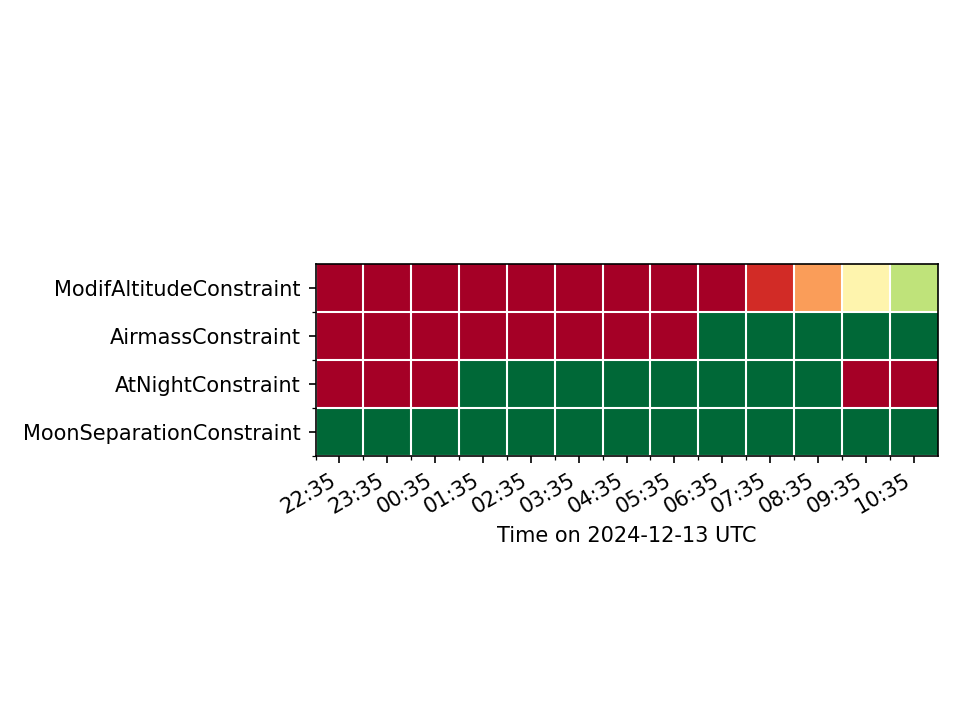 ModifAltitudeConstraint
AirmassConstraint
AtNightConstraint
MoonSeparationConstraint
22:35 23:35 00:35 01:35 02:35 03:35 04:35 05:35 06:35 07:35 08:35 09:35 10:35
Time on 2024-12-13 UTC